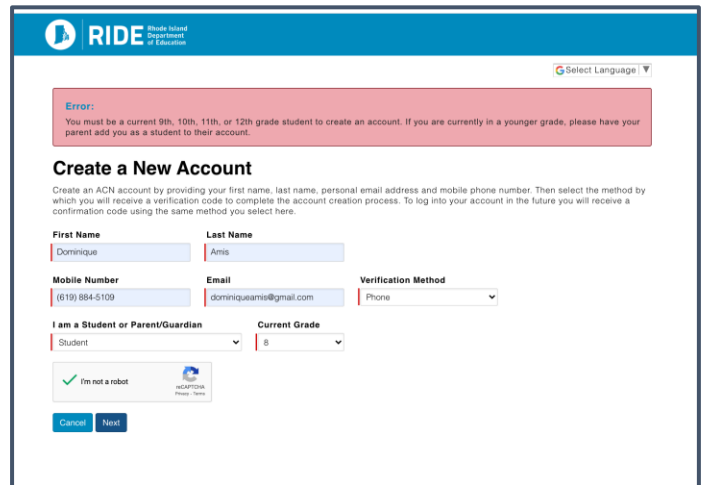 RIDE Rhode Island
Department
of Education
Select Language ▼
Error:
You must be a current 9th, 10th, 11th, or 12th grade student to create an account. If you are currently in a younger grade, please have your
parent add you as a student to their account.
Create a New Account
Create an ACN account by providing your first name, last name, personal email address and mobile phone number. Then select the method by
which you will receive a verification code to complete the account creation process. To log into your account in the future you will receive a
confirmation code using the same method you select here.
First Name Last Name
Dominique Amis
Mobile Number Email Verification Method
(619) 884-5109 dominiqueamis@gmail.com Phone
I am a Student or Parent/Guardian Current Grade
Student 8
I'm not a robot
reCAPTCHA
Privacy - Terms
Cancel Next